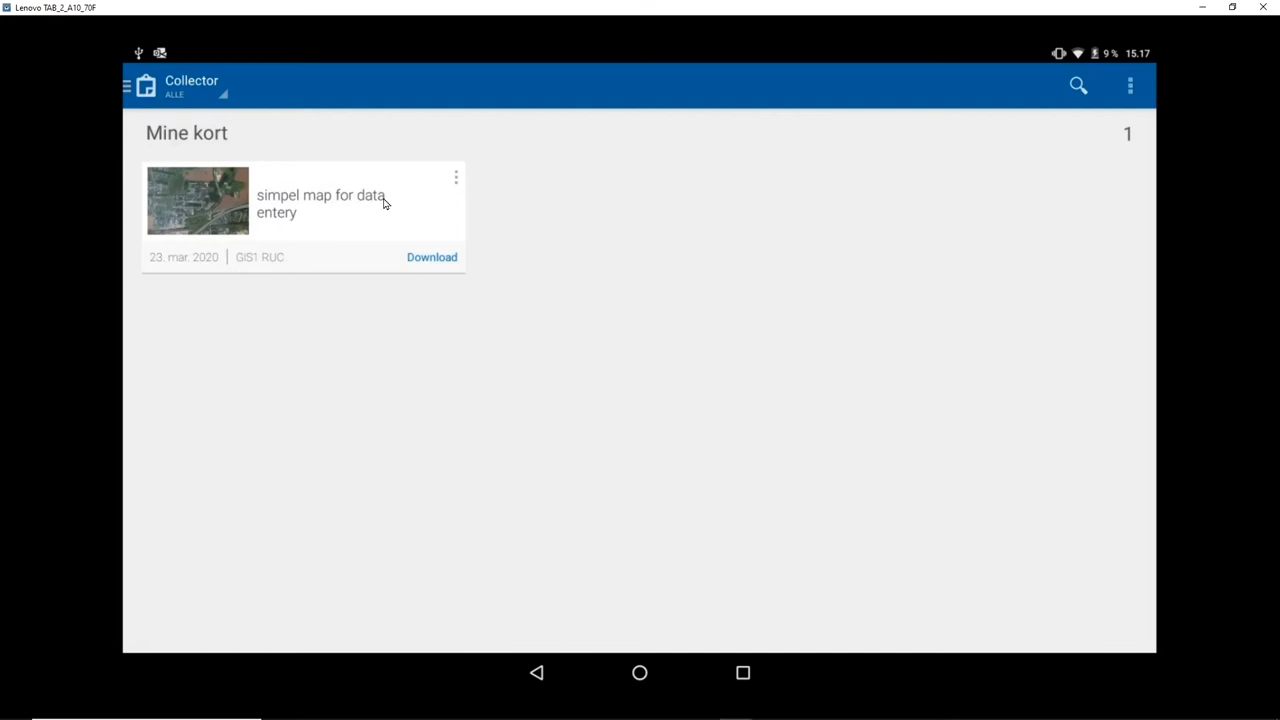 Lenovo TAB_2_A10_70F
9 % 15.17
Collector
ALLE
Mine kort
1
simpel map for data
entery
23. mar. 2020 | GIS1 RUC
Download